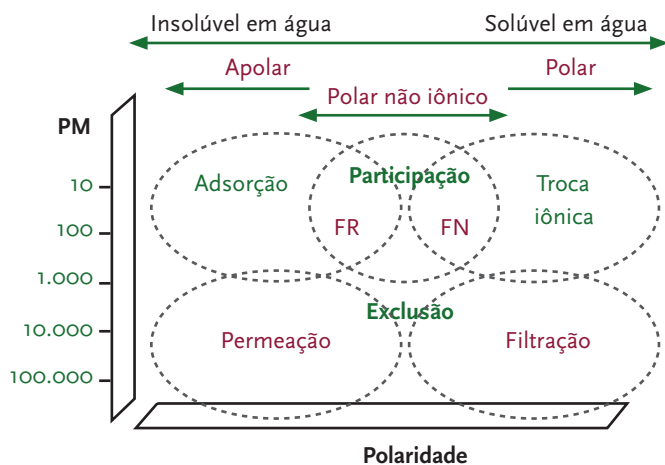 Insolúvel em água
Solúvel em água
Apolar
Polar não iônico
Polar
PM
10
100
1.000
10.000
100.000
Adsorção
Participação
FR
FN
Troca
iônica
Exclusão
Permeação
Filtração
Polaridade